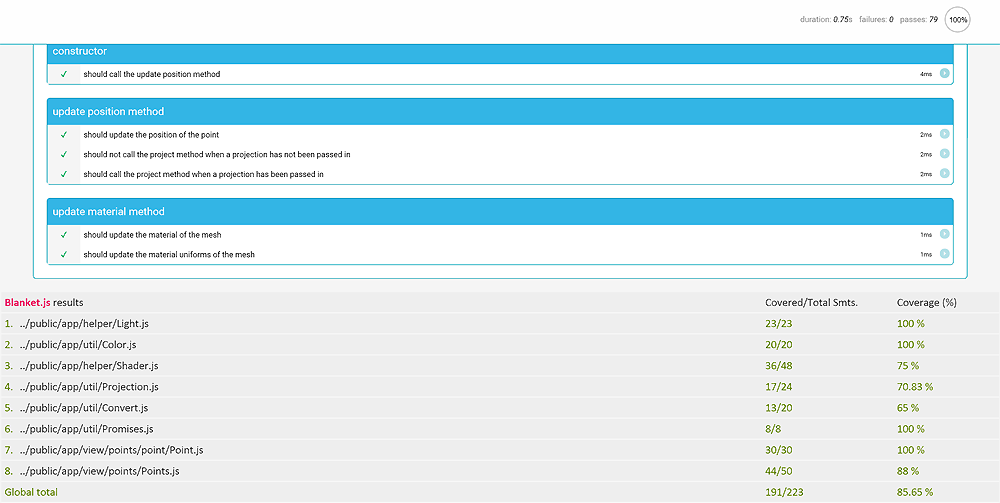 duration: 0.75s failures: 0 passes: 79 100%
constructor
✓ should call the update position method 4ms
update position method
✓ should update the position of the point 2ms
✓ should not call the project method when a projection has not been passed in 2ms
✓ should call the project method when a projection has been passed in 2ms
update material method
✓ should update the material of the mesh 1ms
✓ should update the material uniforms of the mesh 1ms
Blanket.js results Covered/Total Smts. Coverage (%)
1. ../public/app/helper/Light.js 23/23 100 %
2. ../public/app/util/Color.js 20/20 100 %
3. ../public/app/helper/Shader.js 36/48 75 %
4. ../public/app/util/Projection.js 17/24 70.83 %
5. ../public/app/util/Convert.js 13/20 65 %
6. ../public/app/util/Promises.js 8/8 100 %
7. ../public/app/view/points/point/Point.js 30/30 100 %
8. ../public/app/view/points/Points.js 44/50 88 %
Global total 191/223 85.65 %